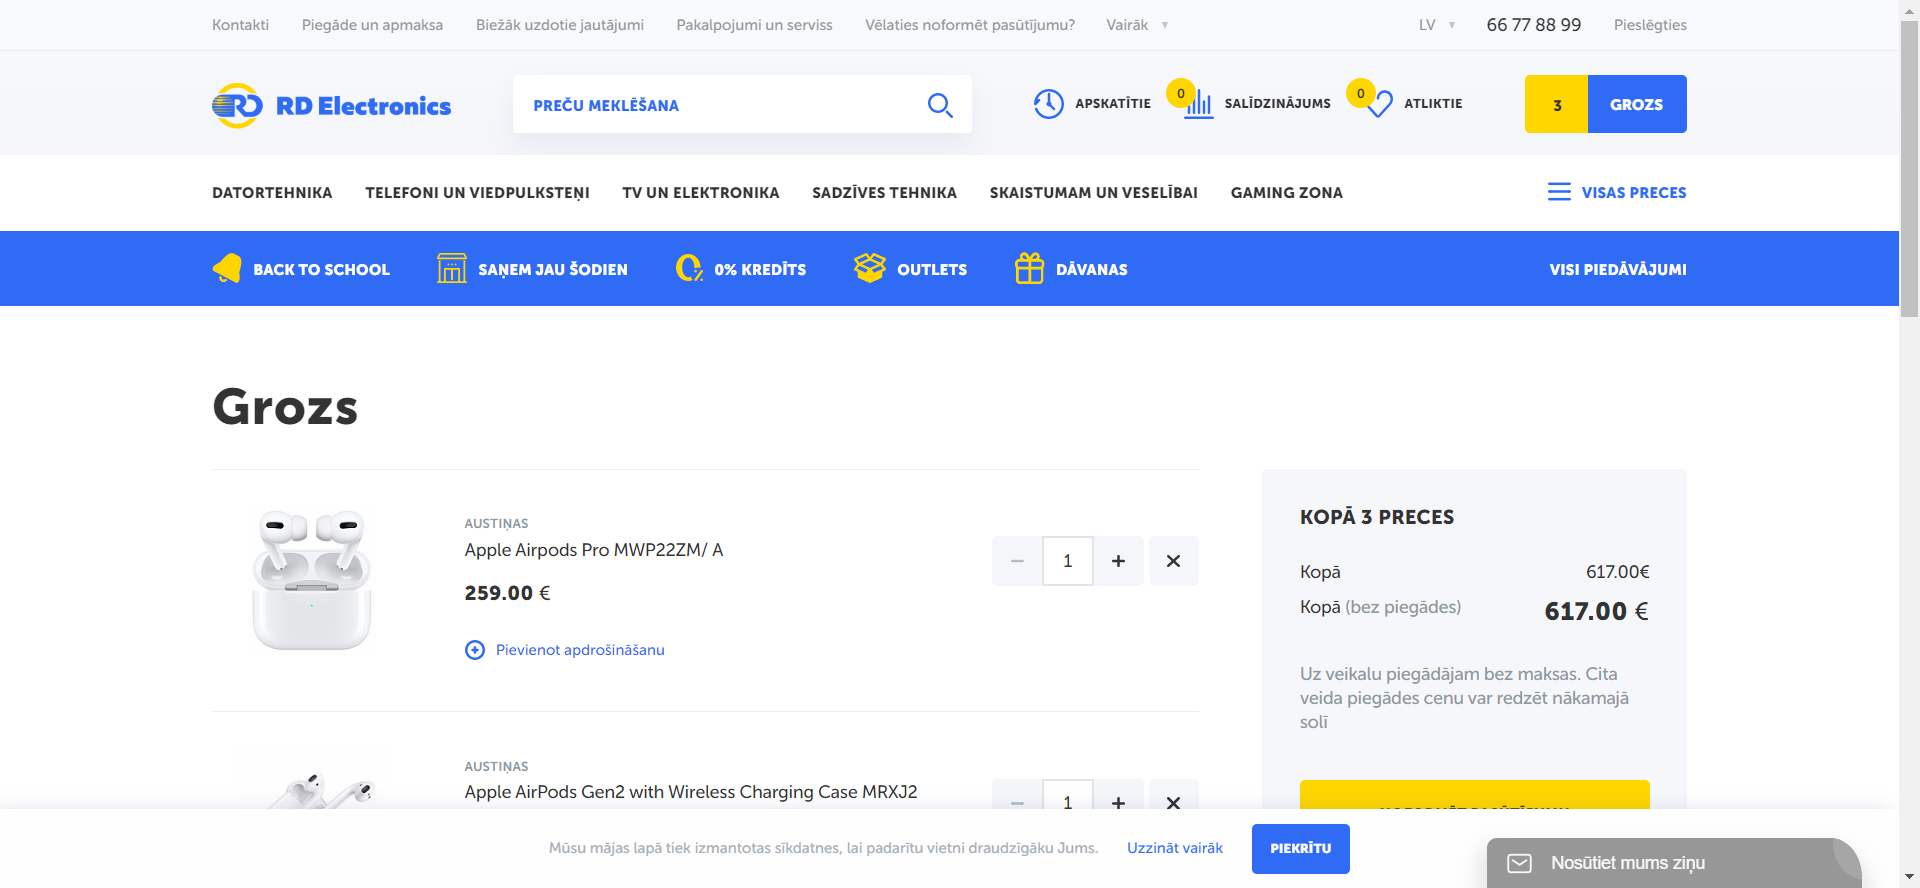 Kontakti Piegāde un apmaksa Biežāk uzdotie jautājumi Pakalpojumi un serviss Vēlaties noformēt pasūtījumu? Vairāk LV 66 77 88 99 Pieslēgties
RD Electronics PREČU MEKLĒŠANA APSKATĪTIE 0 SALĪDZINĀJUMS 0 ATLIKTIE 3 GROZS
DATORTEHNIKA TELEFONI UN VIEDPULKSTEŅI TV UN ELEKTRONIKA SADZĪVES TEHNIKA SKAISTUMAM UN VESELĪBAI GAMING ZONA VISAS PRECES
BACK TO SCHOOL SAŅEM JAU ŠODIEN 0% KREDĪTS OUTLETS DĀVANAS VISI PIEDĀVĀJUMI
Grozs
AUSTIŅAS
Apple Airpods Pro MWP22ZM/ A
259.00 €
1
Pievienot apdrošināšanu
AUSTIŅAS
Apple AirPods Gen2 with Wireless Charging Case MRXJ2
1
KOPĀ 3 PRECES
Kopā 617.00€
Kopā (bez piegādes) 617.00 €
Uz veikalu piegādājam bez maksas. Cita
veida piegādes cenu var redzēt nākamajā
solī
Mūsu mājas lapā tiek izmantotas sīkdatnes, lai padarītu vietni draudzīgāku Jums. Uzzināt vairāk PIEKRĪTU
Nosūtiet mums ziņu